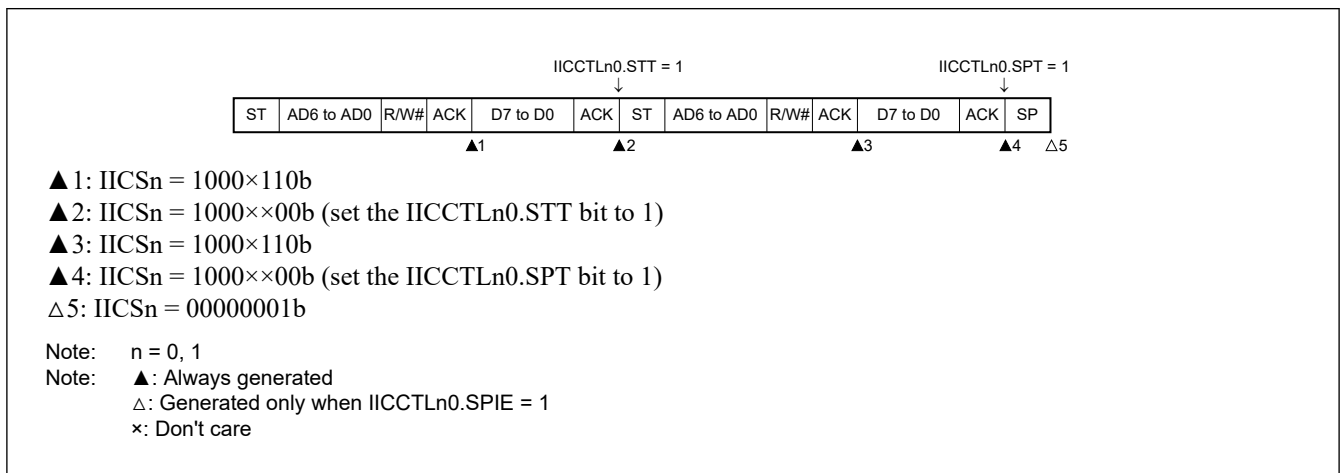 IICCTLn0.STT = 1 IICCTLn0.SPT = 1
↓ ↓
ST AD6 to AD0 R/W# ACK D7 to D0 ACK ST AD6 to AD0 R/W# ACK D7 to D0 ACK SP
▲1 ▲2 ▲3 ▲4 △5
▲1: IICSn = 1000×110b
▲2: IICSn = 1000××00b (set the IICCTLn0.STT bit to 1)
▲3: IICSn = 1000×110b
▲4: IICSn = 1000××00b (set the IICCTLn0.SPT bit to 1)
△5: IICSn = 00000001b
Note: n = 0, 1
Note: ▲: Always generated
△: Generated only when IICCTLn0.SPIE = 1
×: Don't care